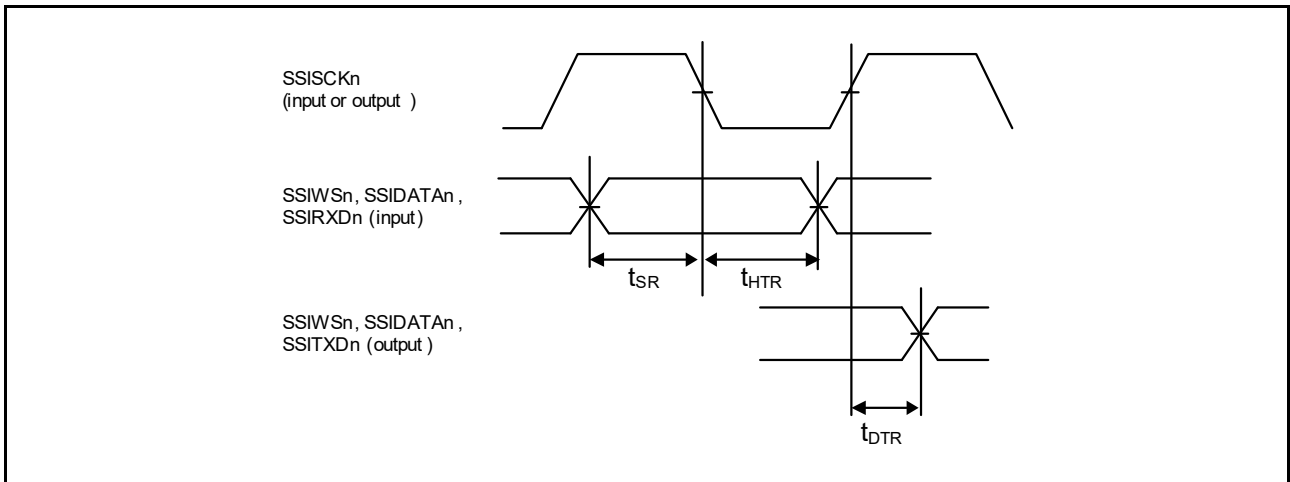 SSISCKn
(input or output )
SSIWSn, SSIDATAn ,
SSIRXDn (input)
tSR
tHTR
SSIWSn, SSIDATAn ,
SSITXDn (output )
tDTR